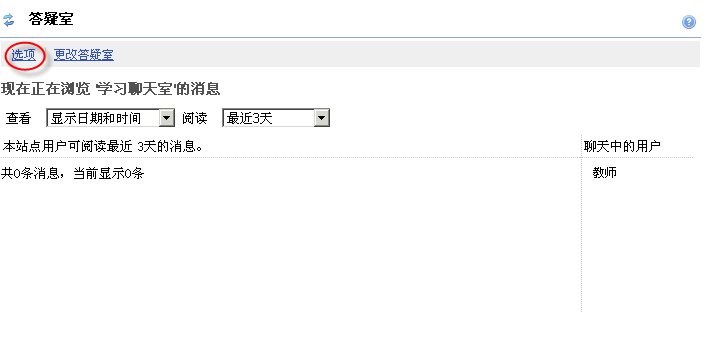 答疑室
选项 更改答疑室
现在正在浏览 '学习聊天室'的消息
查看 显示日期和时间 阅读 最近3天
本站点用户可阅读最近 3天的消息。 聊天中的用户
共0条消息，当前显示0条 教师